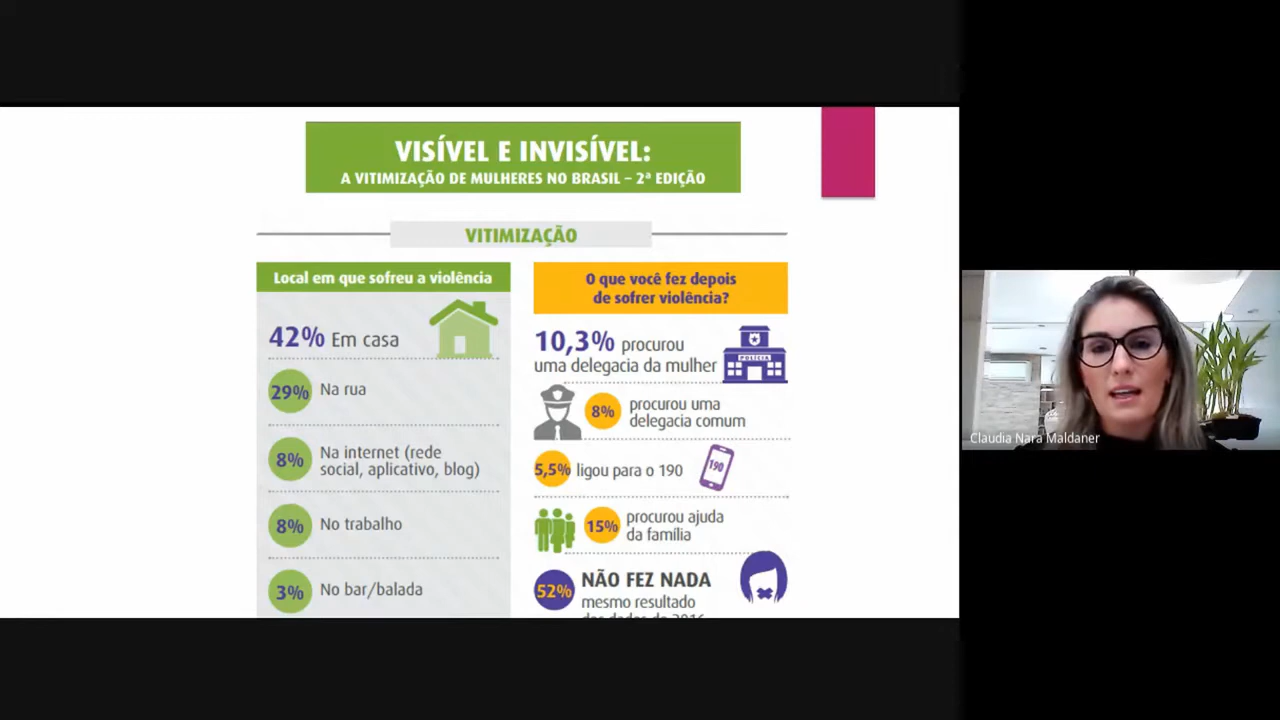 VISÍVEL E INVISÍVEL:
A VITIMIZAÇÃO DE MULHERES NO BRASIL – 2ª EDIÇÃO
VITIMIZAÇÃO
Local em que sofreu a violência
42% Em casa
29% Na rua
8% Na internet (rede
social, aplicativo, blog)
8% No trabalho
3% No bar/balada
O que você fez depois
de sofrer violência?
10,3% procurou
uma delegacia da mulher
POLÍCIA
8% procurou uma
delegacia comum
5,5% ligou para o 190
190
15% procurou ajuda
da família
52% NÃO FEZ NADA
mesmo resultado
Claudia Nara Maldaner